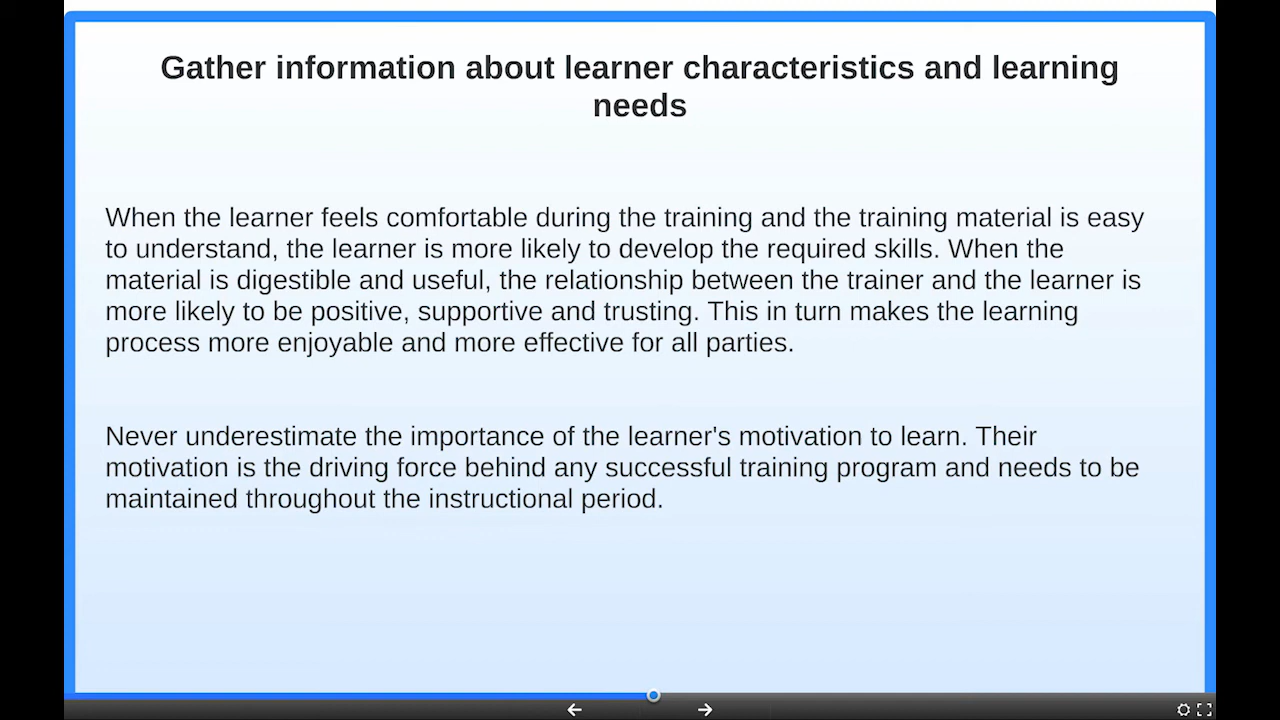 Gather information about learner characteristics and learning
needs
When the learner feels comfortable during the training and the training material is easy
to understand, the learner is more likely to develop the required skills. When the
material is digestible and useful, the relationship between the trainer and the learner is
more likely to be positive, supportive and trusting. This in turn makes the learning
process more enjoyable and more effective for all parties.
Never underestimate the importance of the learner's motivation to learn. Their
motivation is the driving force behind any successful training program and needs to be
maintained throughout the instructional period.